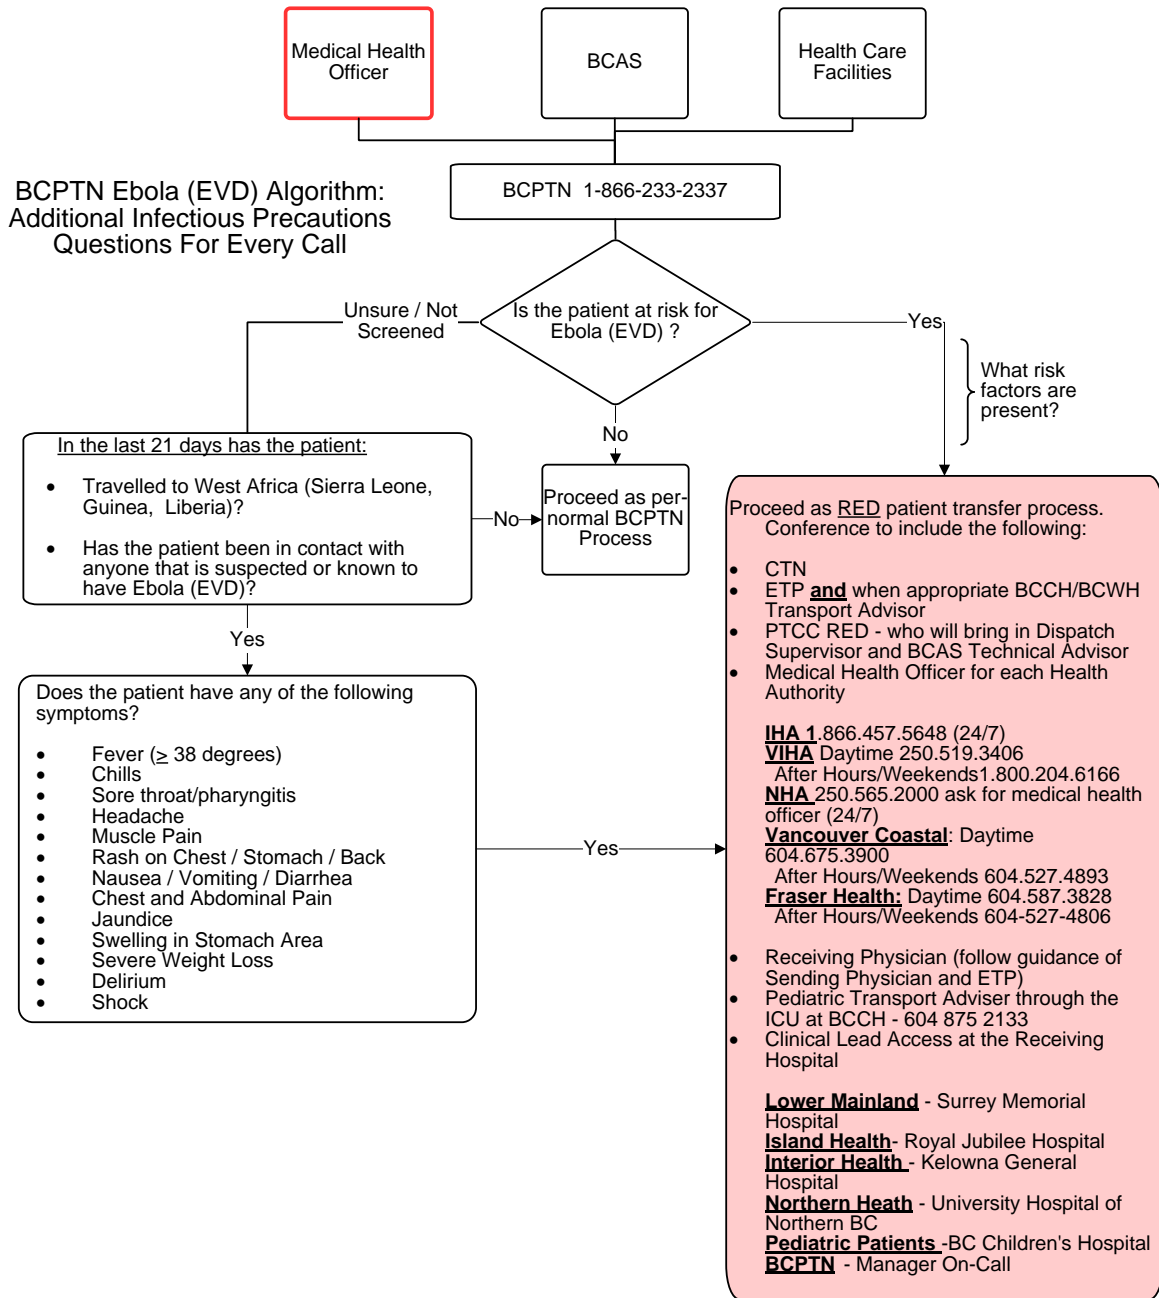 Medical Health
Officer
BCAS
Health Care
Facilities
BCPTN  1-866-233-2337
BCPTN Ebola (EVD) Algorithm:
Additional Infectious Precautions
Questions For Every Call
Is the patient at risk for
Ebola (EVD) ?
Unsure / Not
Screened
Yes
What risk
factors are
present?
No
In the last 21 days has the patient:
• Travelled to West Africa (Sierra Leone,
Guinea,  Liberia)?
• Has the patient been in contact with
anyone that is suspected or known to
have Ebola (EVD)?
No
Proceed as per-
normal BCPTN
Process
Yes
Does the patient have any of the following
symptoms?
• Fever (≥ 38 degrees)
• Chills
• Sore throat/pharyngitis
• Headache
• Muscle Pain
• Rash on Chest / Stomach / Back
• Nausea / Vomiting / Diarrhea
• Chest and Abdominal Pain
• Jaundice
• Swelling in Stomach Area
• Severe Weight Loss
• Delirium
• Shock
Yes
Proceed as RED patient transfer process.
Conference to include the following:
• CTN
• ETP and when appropriate BCCH/BCWH
Transport Advisor
• PTCC RED - who will bring in Dispatch
Supervisor and BCAS Technical Advisor
• Medical Health Officer for each Health
Authority
IHA 1.866.457.5648 (24/7)
VIHA Daytime 250.519.3406
After Hours/Weekends1.800.204.6166
NHA 250.565.2000 ask for medical health
officer (24/7)
Vancouver Coastal: Daytime
604.675.3900
After Hours/Weekends 604.527.4893
Fraser Health: Daytime 604.587.3828
After Hours/Weekends 604-527-4806
• Receiving Physician (follow guidance of
Sending Physician and ETP)
• Pediatric Transport Adviser through the
ICU at BCCH - 604 875 2133
• Clinical Lead Access at the Receiving
Hospital
Lower Mainland - Surrey Memorial
Hospital
Island Health- Royal Jubilee Hospital
Interior Health - Kelowna General
Hospital
Northern Heath - University Hospital of
Northern BC
Pediatric Patients -BC Children's Hospital
BCPTN - Manager On-Call